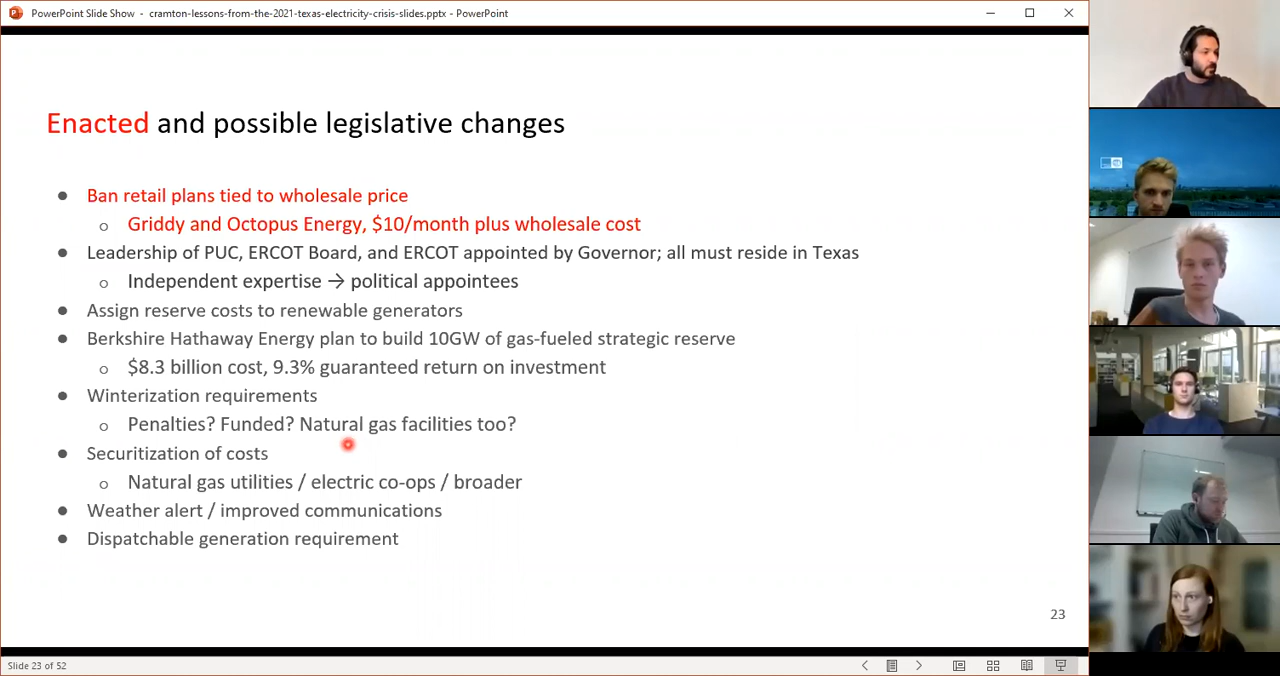 PowerPoint Slide Show - cramton-lessons-from-the-2021-texas-electricity-crisis-slides.pptx - PowerPoint
Enacted and possible legislative changes
● Ban retail plans tied to wholesale price
o Griddy and Octopus Energy, $10/month plus wholesale cost
● Leadership of PUC, ERCOT Board, and ERCOT appointed by Governor; all must reside in Texas
o Independent expertise → political appointees
● Assign reserve costs to renewable generators
● Berkshire Hathaway Energy plan to build 10GW of gas-fueled strategic reserve
o $8.3 billion cost, 9.3% guaranteed return on investment
● Winterization requirements
o Penalties? Funded? Natural gas facilities too?
● Securitization of costs
o Natural gas utilities / electric co-ops / broader
● Weather alert / improved communications
● Dispatchable generation requirement
23
Slide 23 of 52